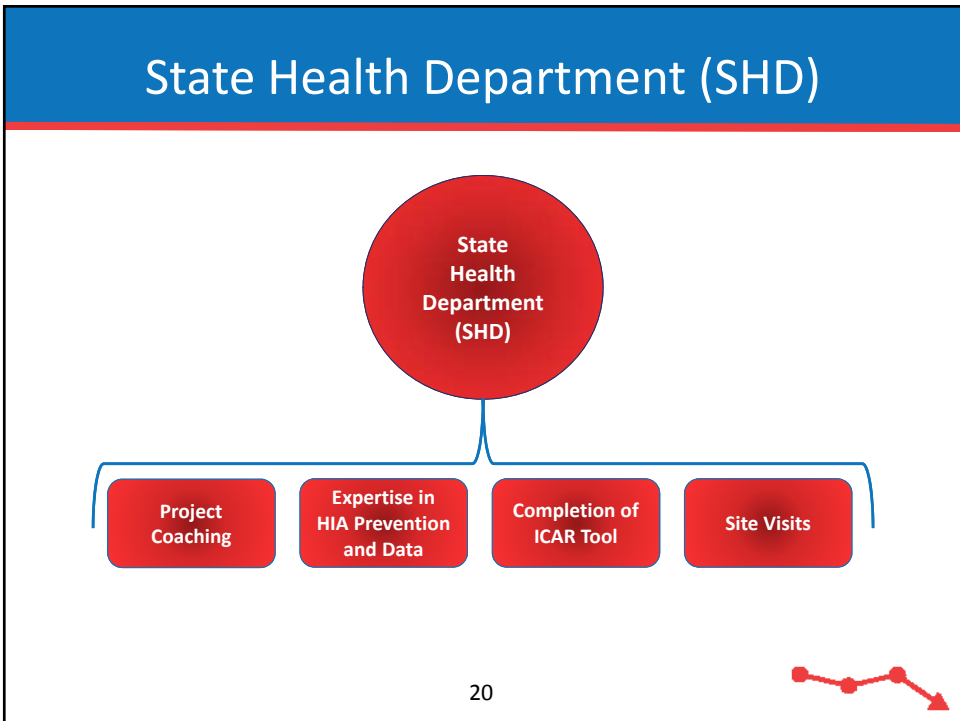 State Health Department (SHD)
State
Health
Department
(SHD)
Project
Coaching
Expertise in
HIA Prevention
and Data
Completion of
ICAR Tool
Site Visits
20